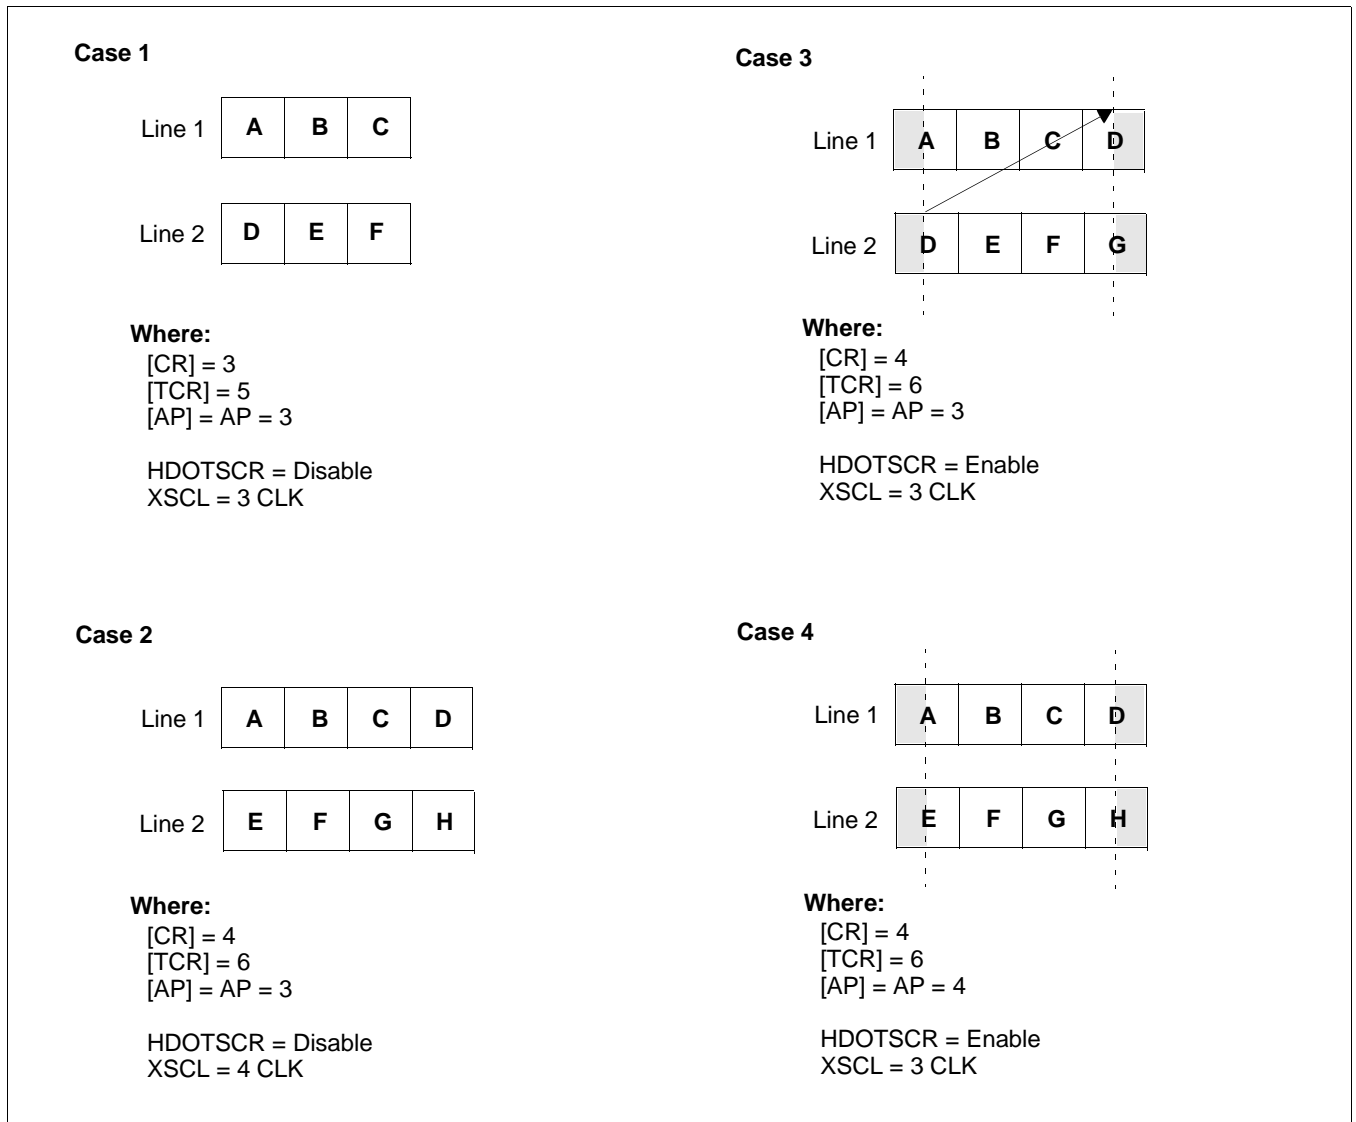 Case 1
Line 1 A B C
Line 2 D E F
Where:
[CR] = 3
[TCR] = 5
[AP] = AP = 3
HDOTSCR = Disable
XSCL = 3 CLK
Case 3
Line 1 A B C D
Line 2 D E F G
Where:
[CR] = 4
[TCR] = 6
[AP] = AP = 3
HDOTSCR = Enable
XSCL = 3 CLK
Case 2
Line 1 A B C D
Line 2 E F G H
Where:
[CR] = 4
[TCR] = 6
[AP] = AP = 3
HDOTSCR = Disable
XSCL = 4 CLK
Case 4
Line 1 A B C D
Line 2 E F G H
Where:
[CR] = 4
[TCR] = 6
[AP] = AP = 4
HDOTSCR = Enable
XSCL = 3 CLK